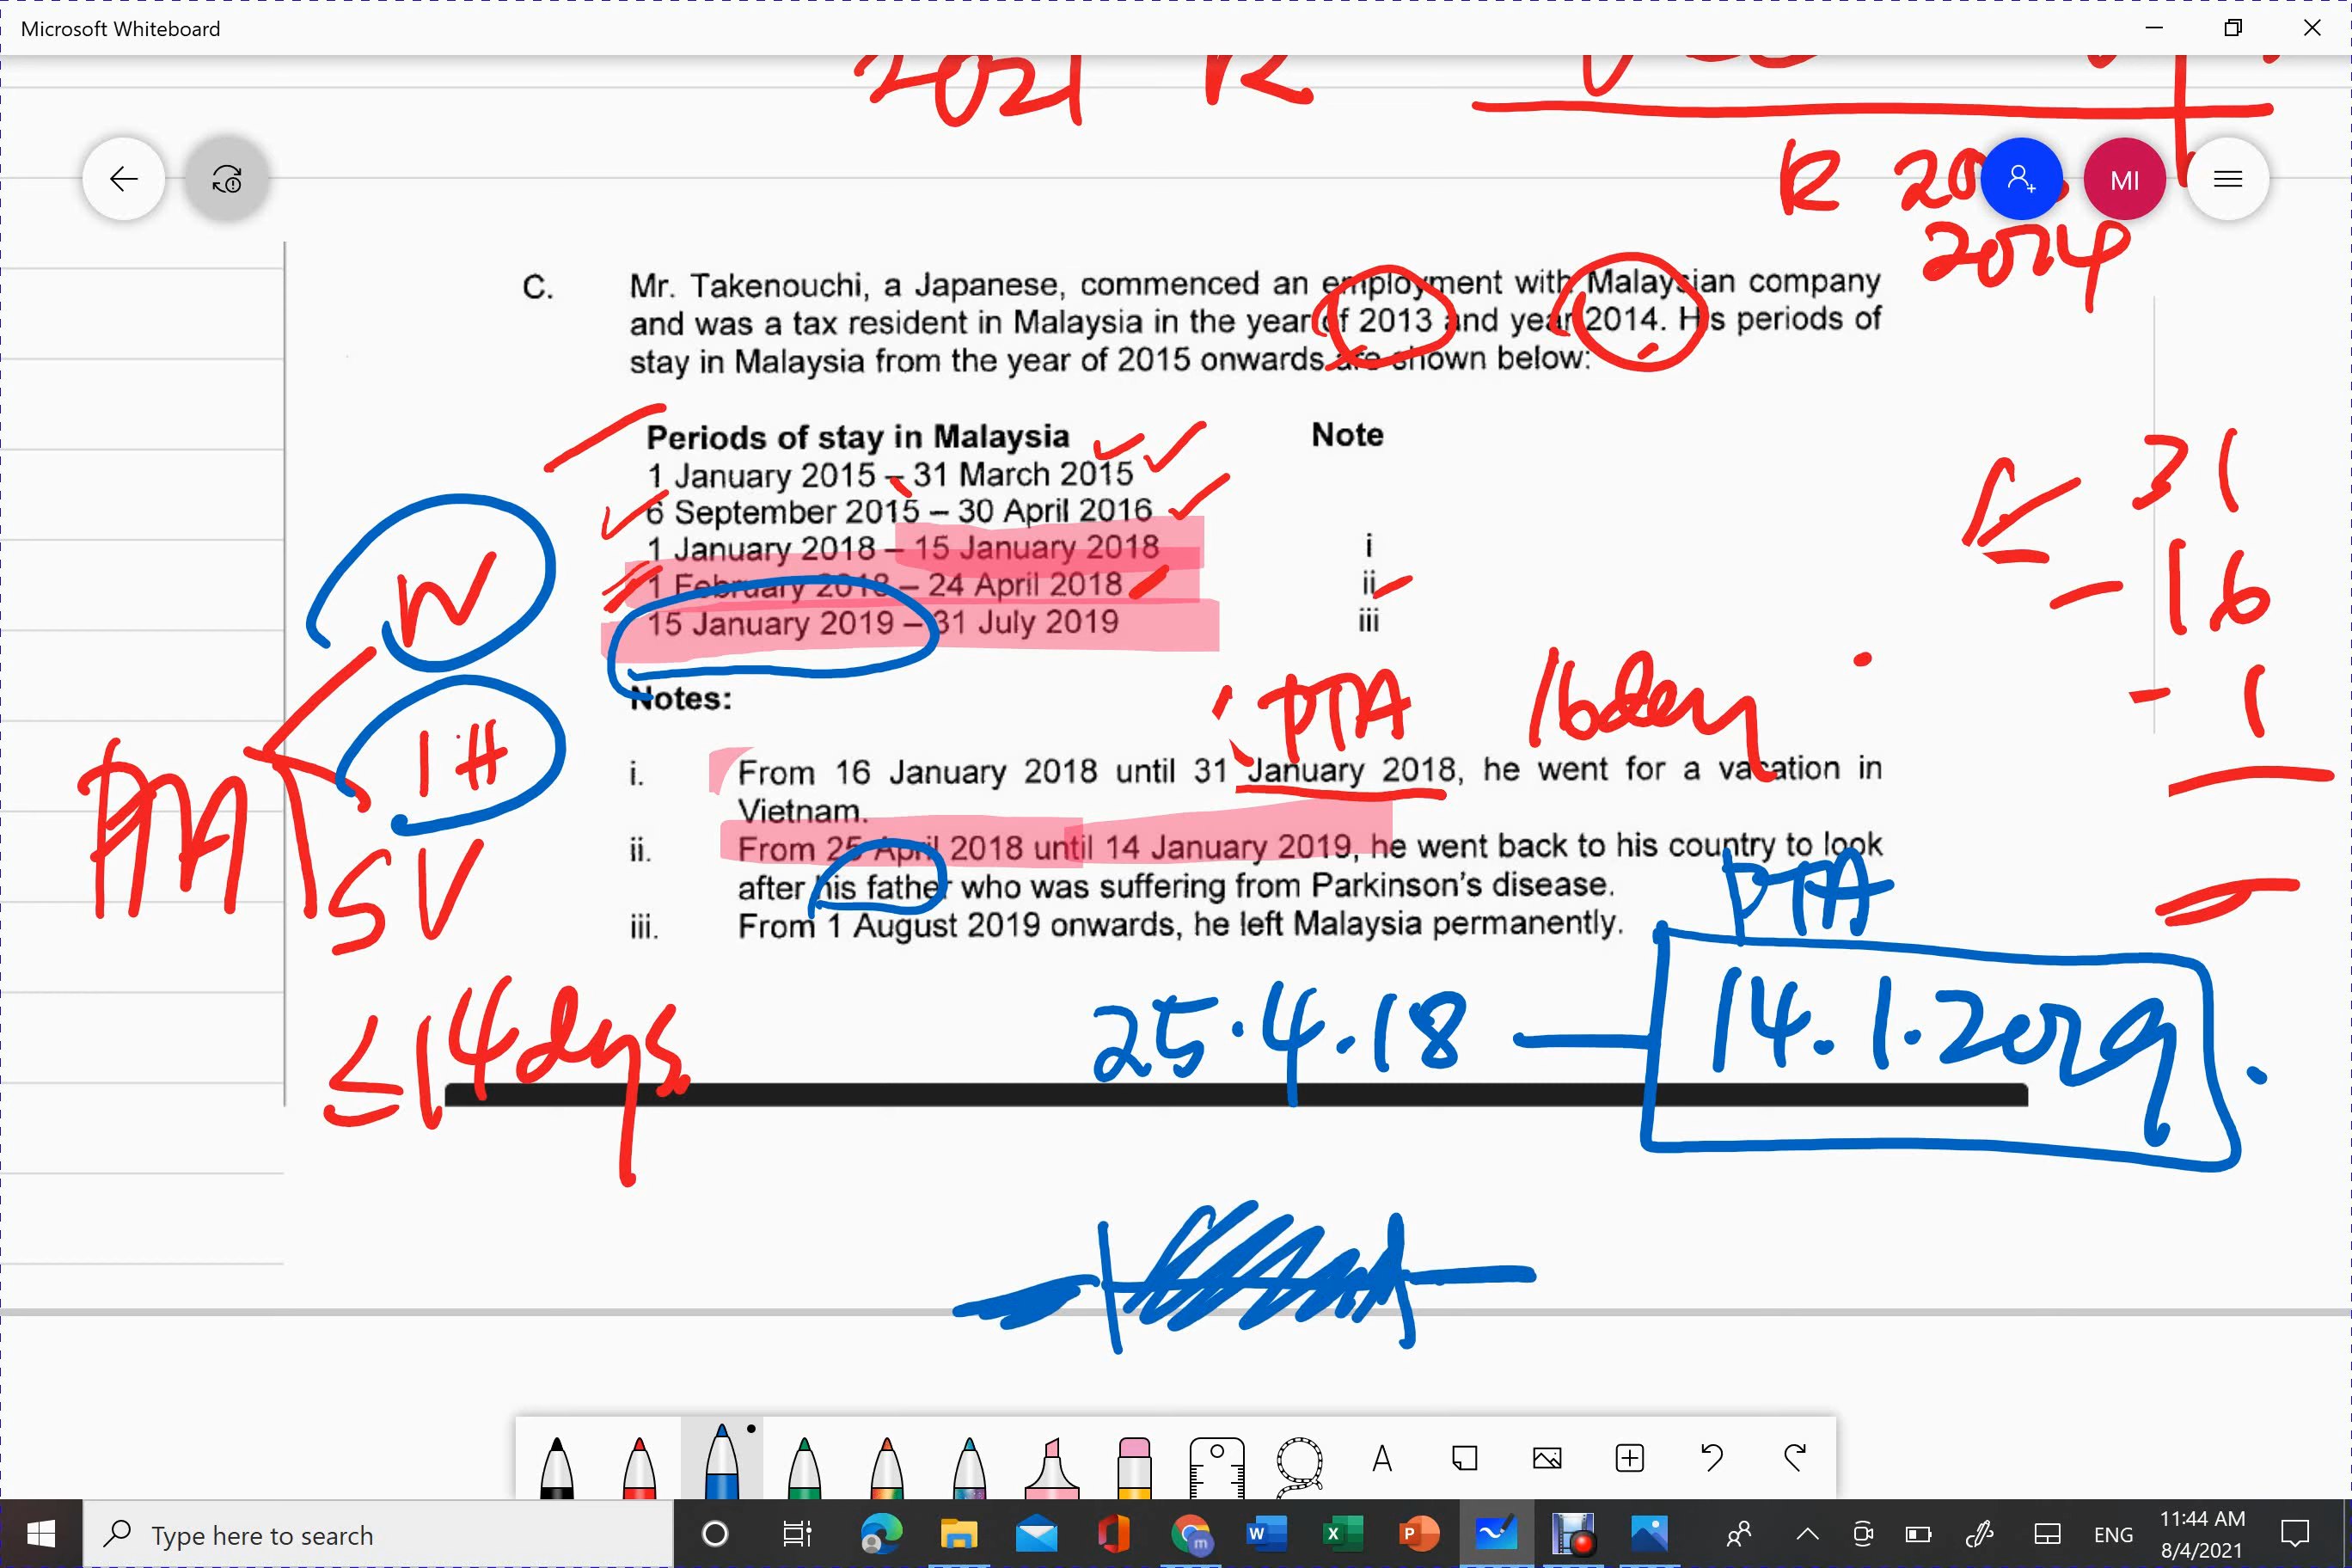 Microsoft Whiteboard
2021 R
R 20
2024
MI
C. Mr. Takenouchi, a Japanese, commenced an employment with Malaysian company
and was a tax resident in Malaysia in the year of 2013 and year 2014. His periods of
stay in Malaysia from the year of 2015 onwards are shown below:
Periods of stay in Malaysia Note
1 January 2015 – 31 March 2015
6 September 2015 – 30 April 2016
1 January 2018 – 15 January 2018 i
1 February 2018 – 24 April 2018 ii
15 January 2019 – 31 July 2019 iii
31
- 16
- 1
W
IH
SV
≤14 dys
Notes:
PTA 16day
i. From 16 January 2018 until 31 January 2018, he went for a vacation in
Vietnam.
ii. From 25 April 2018 until 14 January 2019, he went back to his country to look
after his father who was suffering from Parkinson's disease.
iii. From 1 August 2019 onwards, he left Malaysia permanently.
PTA
25.4.18 — 14.1.2019.
A
Type here to search
ENG
11:44 AM
8/4/2021